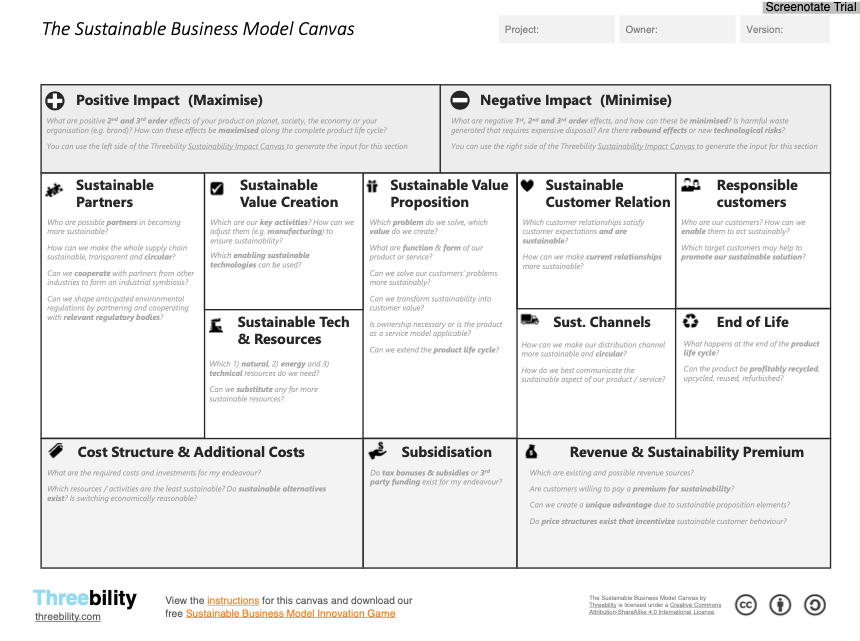 Screenotate Trial
The Sustainable Business Model Canvas
Project:
Owner:
Version:
Positive Impact (Maximise)
What are positive 2nd and 3rd order effects of your product on planet, society, the economy or your
organisation (e.g. brand)? How can these effects be maximised along the complete product life cycle?
You can use the left side of the Threebility Sustainability Impact Canvas to generate the input for this section
Negative Impact (Minimise)
What are negative 1st, 2nd and 3rd order effects, and how can these be minimised? Is harmful waste
generated that requires expensive disposal? Are there rebound effects or new technological risks?
You can use the right side of the Threebility Sustainability Impact Canvas to generate the input for this section
Sustainable
Partners
Who are possible partners in becoming
more sustainable?
How can we make the whole supply chain
sustainable, transparent and circular?
Can we cooperate with partners from other
industries to form an industrial symbiosis?
Can we shape anticipated environmental
regulations by partnering and cooperating
with relevant regulatory bodies?
Sustainable
Value Creation
Which are our key activities? How can we
adjust them (e.g. manufacturing) to
ensure sustainability?
Which enabling sustainable
technologies can be used?
Sustainable Tech
& Resources
Which 1) natural, 2) energy and 3)
technical resources do we need?
Can we substitute any for more
sustainable resources?
Sustainable Value
Proposition
Which problem do we solve, which
value do we create?
What are function & form of our
product or service?
Can we solve our customers' problems
more sustainably?
Can we transform sustainability into
customer value?
Is ownership necessary or is the product
as a service model applicable?
Can we extend the product life cycle?
Sustainable
Customer Relation
Which customer relationships satisfy
customer expectations and are
sustainable?
How can we make current relationships
more sustainable?
Sust. Channels
How can we make our distribution channel
more sustainable and circular?
How do we best communicate the
sustainable aspect of our product / service?
Responsible
customers
Who are our customers? How can we
enable them to act sustainably?
Which target customers may help to
promote our sustainable solution?
End of Life
What happens at the end of the product
life cycle?
Can the product be profitably recycled,
upcycled, reused, refurbished?
Cost Structure & Additional Costs
What are the required costs and investments for my endeavour?
Which resources / activities are the least sustainable? Do sustainable alternatives
exist? Is switching economically reasonable?
Subsidisation
Do tax bonuses & subsidies or 3rd
party funding exist for my endeavour?
Revenue & Sustainability Premium
Which are existing and possible revenue sources?
Are customers willing to pay a premium for sustainability?
Can we create a unique advantage due to sustainable proposition elements?
Do price structures exist that incentivize sustainable customer behaviour?
Threebility
threebility.com
View the instructions for this canvas and download our
free Sustainable Business Model Innovation Game
The Sustainable Business Model Canvas by
Threebility is licensed under a Creative Commons
Attribution-ShareAlike 4.0 International License.
cc